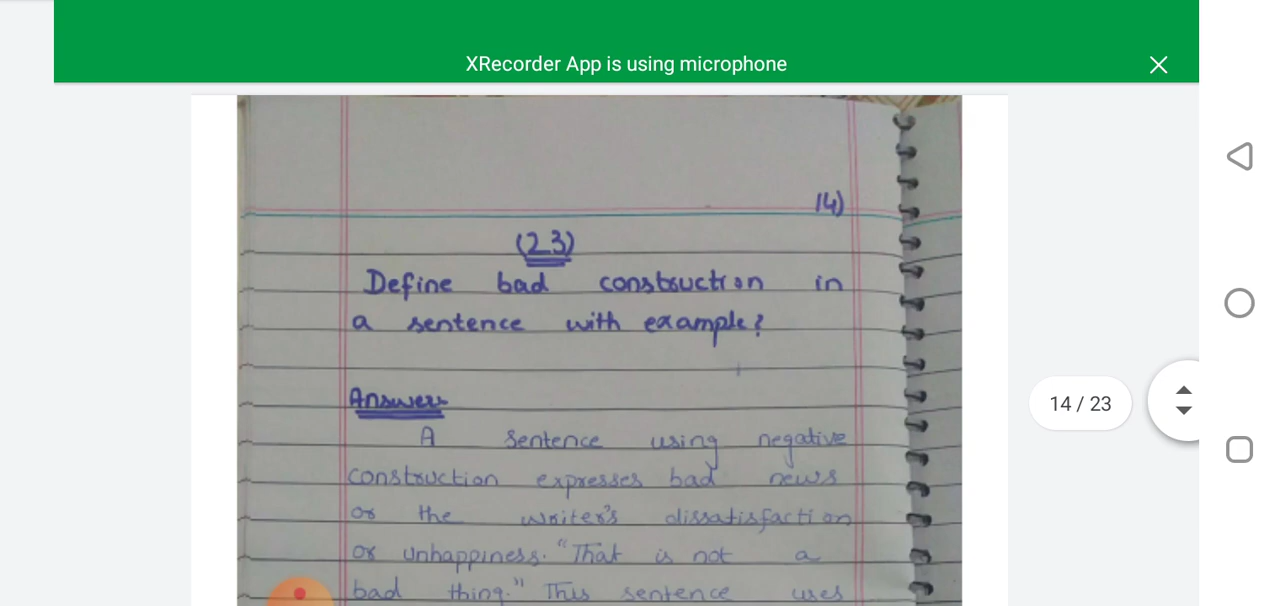 XRecorder App is using microphone
14)
(23)
Define bad construction in
a sentence with example?
Answer
A sentence using negative
construction expresses bad news
or the writer's dissatisfaction
or unhappiness. "That is not a
bad thing." This sentence uses
14 / 23